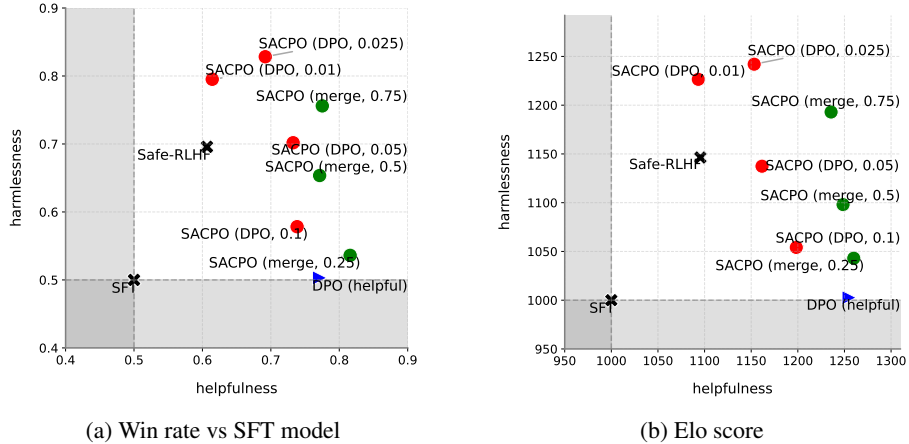 0.9
0.8
0.7
0.6
0.5
0.4
harmlessness
SACPO (DPO, 0.025)
SACPO (DPO, 0.01)
SACPO (merge, 0.75)
Safe-RLHF
SACPO (DPO, 0.05)
SACPO (merge, 0.5)
SACPO (DPO, 0.1)
SACPO (merge, 0.25)
SFT
DPO (helpful)
0.4 0.5 0.6 0.7 0.8 0.9
helpfulness
(a) Win rate vs SFT model
1250
1200
1150
1100
1050
1000
950
harmlessness
SACPO (DPO, 0.025)
SACPO (DPO, 0.01)
SACPO (merge, 0.75)
Safe-RLHF
SACPO (DPO, 0.05)
SACPO (merge, 0.5)
SACPO (DPO, 0.1)
SACPO (merge, 0.25)
SFT
DPO (helpful)
950 1000 1050 1100 1150 1200 1250 1300
helpfulness
(b) Elo score